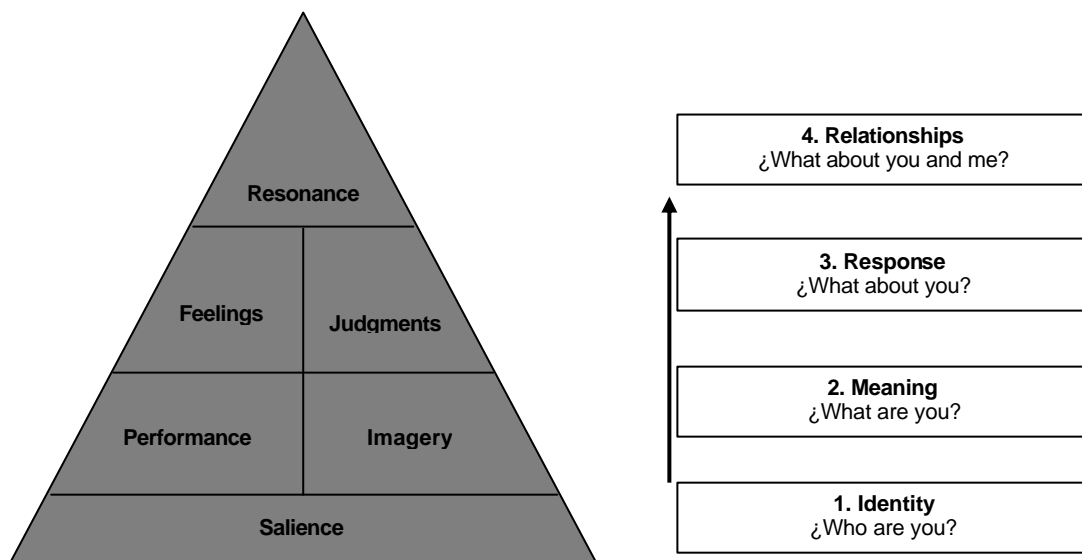 Resonance
Feelings
Judgments
Performance
Imagery
Salience
4. Relationships
¿What about you and me?
3. Response
¿What about you?
2. Meaning
¿What are you?
1. Identity
¿Who are you?